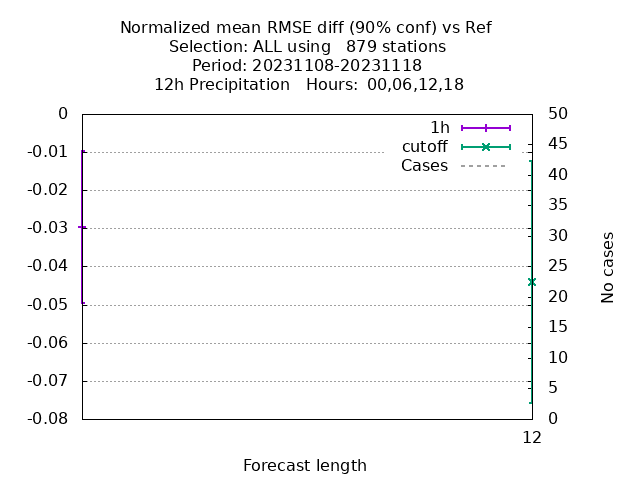 Normalized mean RMSE diff (90% conf) vs Ref
Selection: ALL using   879 stations
Period: 20231108-20231118
12h Precipitation   Hours:  00,06,12,18
0
-0.01
-0.02
-0.03
-0.04
-0.05
-0.06
-0.07
-0.08
1h
cutoff
Cases
50
45
40
35
30
25
20
15
10
5
0
No cases
12
Forecast length